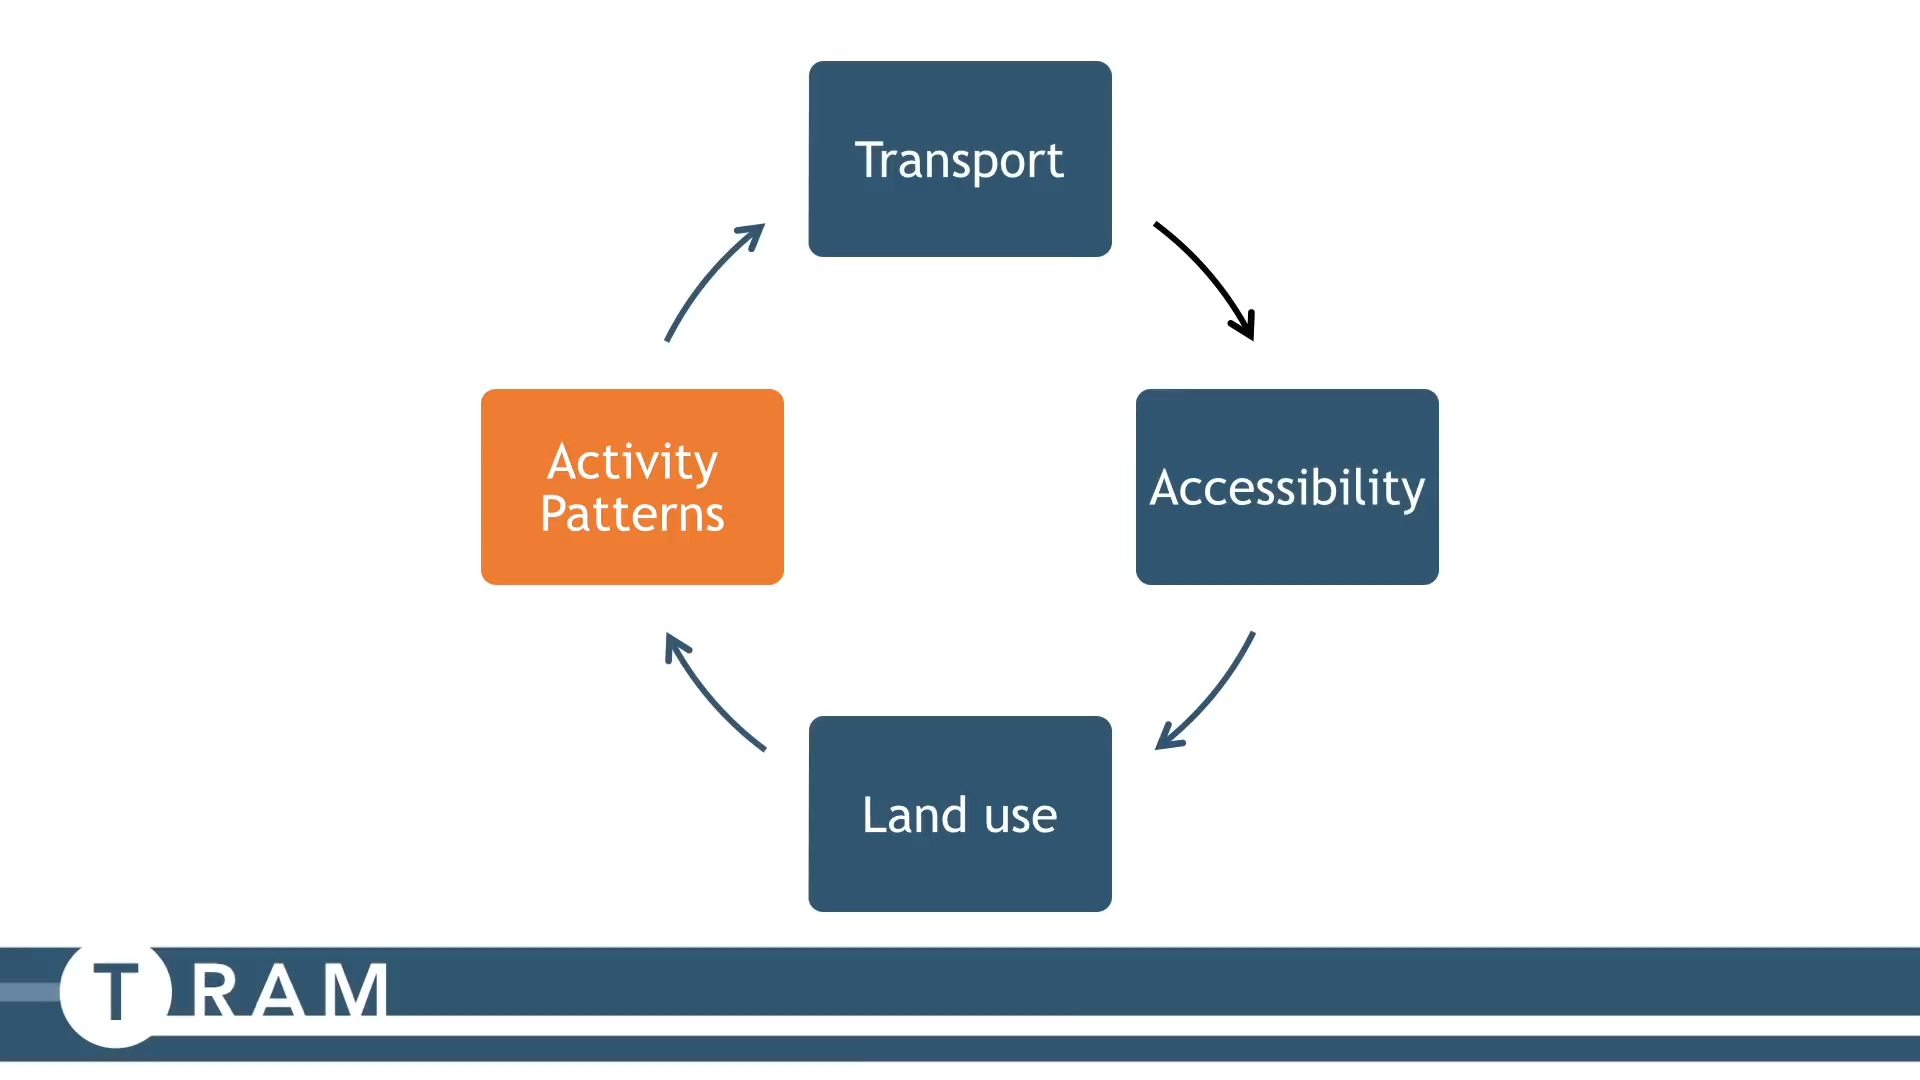 Transport
Activity
Patterns
Accessibility
Land use
TRAM